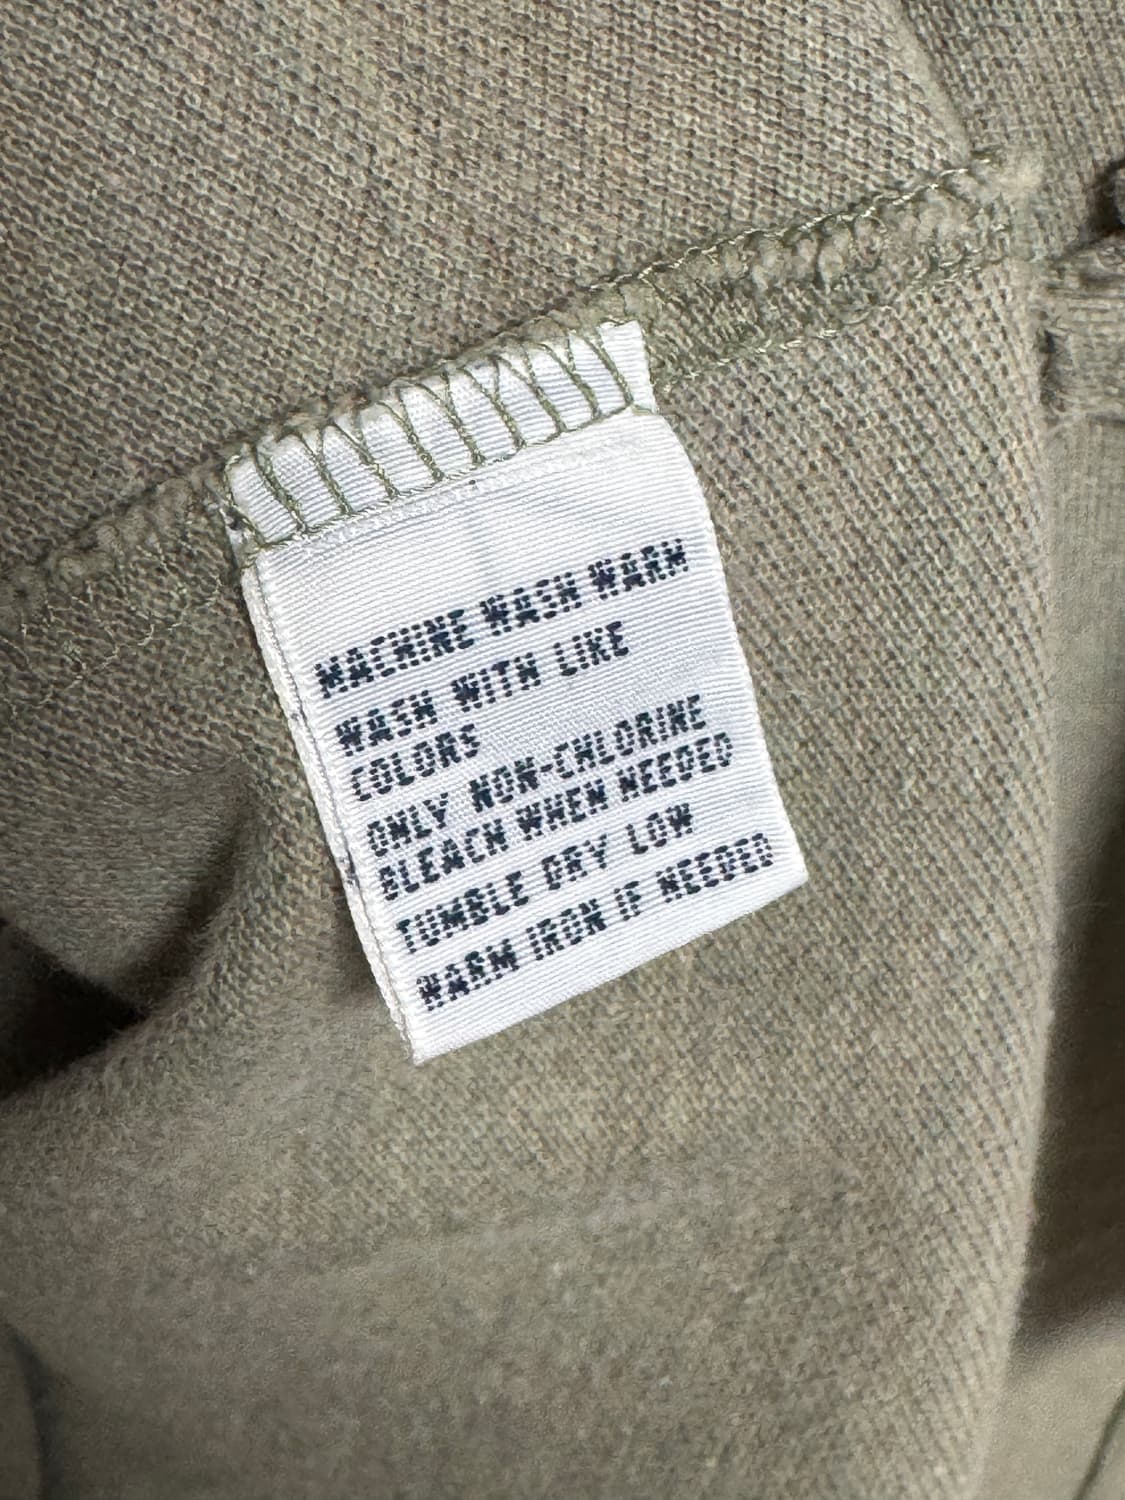 MACHINE WASH WARM
WASH WITH LIKE
COLORS
ONLY NON-CHLORINE
BLEACH WHEN NEEDED
TUMBLE DRY LOW
WARM IRON IF NEEDED